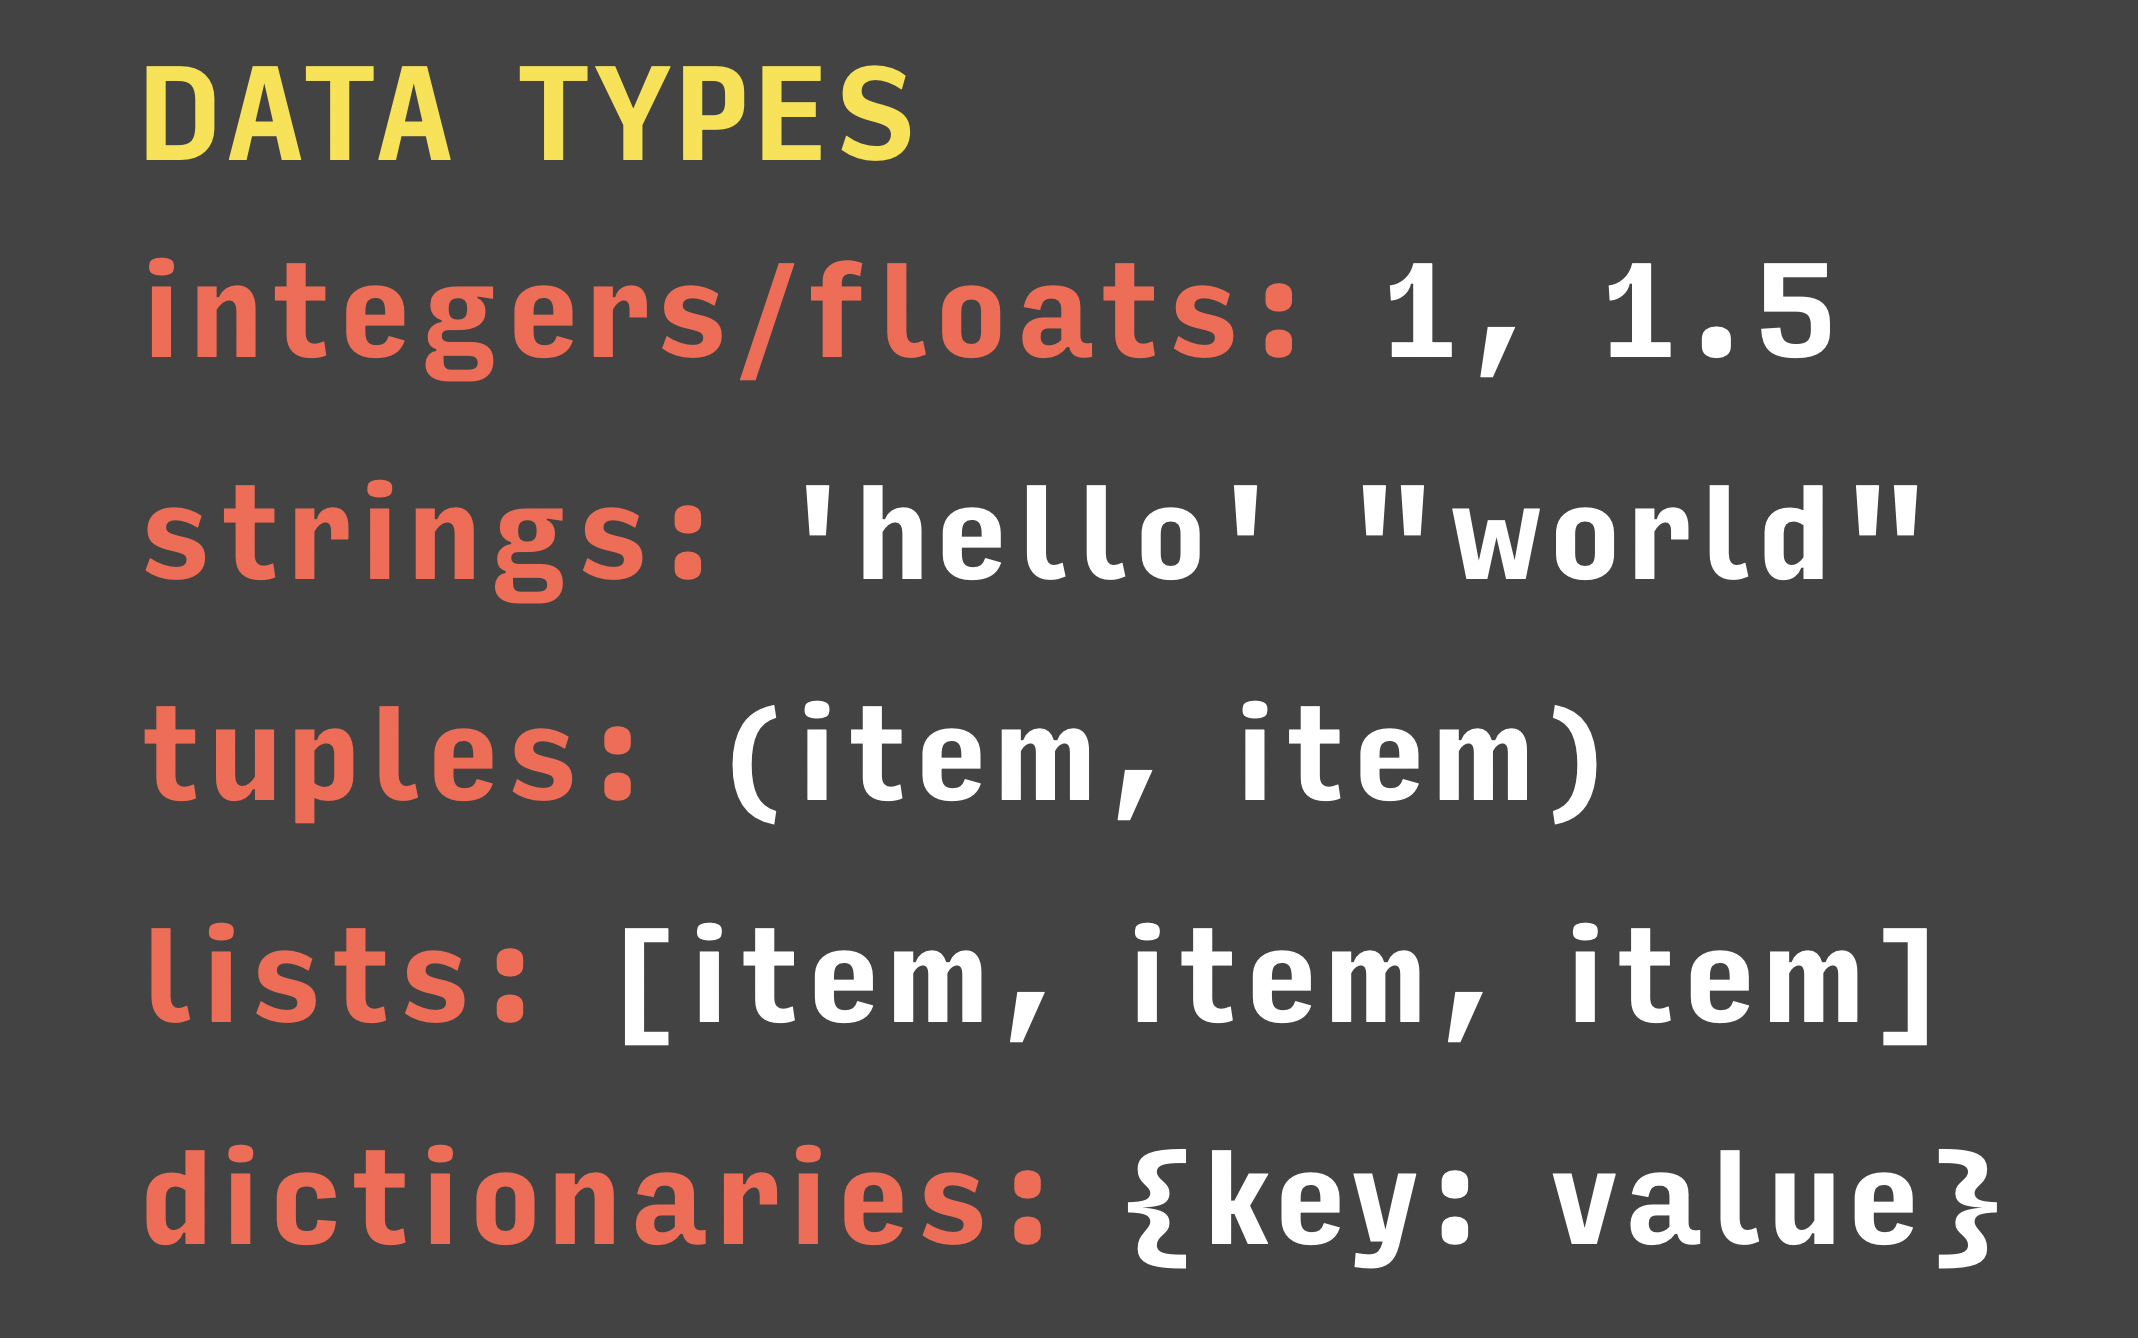 DATA TYPES
integers/floats: 1, 1.5
strings: 'hello' "world"
tuples: (item, item)
lists: [item, item, item]
dictionaries: {key: value}